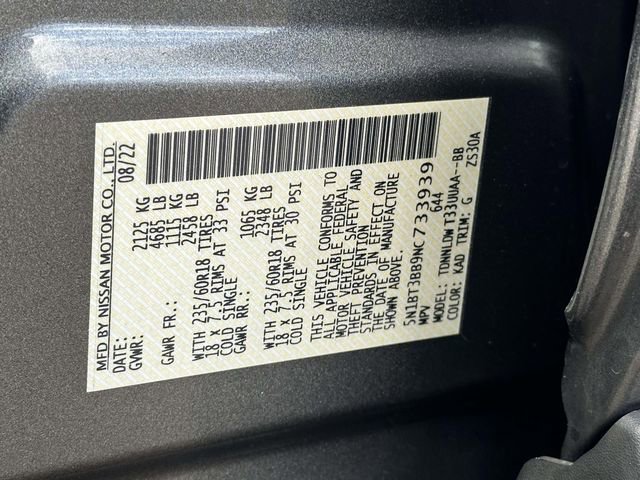 MFD BY NISSAN MOTOR CO., LTD.
DATE: 08/22
GVWR: 2125 KG
4685 LB
GAWR FR.: 1115 KG
2458 LB
WITH 235/60R18 TIRES
18 x 7.5 RIMS AT 33 PSI
COLD SINGLE
GAWR RR.: 1065 KG
2348 LB
WITH 235/60R18 TIRES
18 x 7.5 RIMS AT 30 PSI
COLD SINGLE
THIS VEHICLE CONFORMS TO
ALL APPLICABLE FEDERAL
MOTOR VEHICLE SAFETY AND
THEFT PREVENTION
STANDARDS IN EFFECT ON
THE DATE OF MANUFACTURE
SHOWN ABOVE.
5N1BT3BB9NC733939
MPV 644
MODEL: TDNNLDW T33UUAA--BB
COLOR: KAD TRIM: G ZS30A